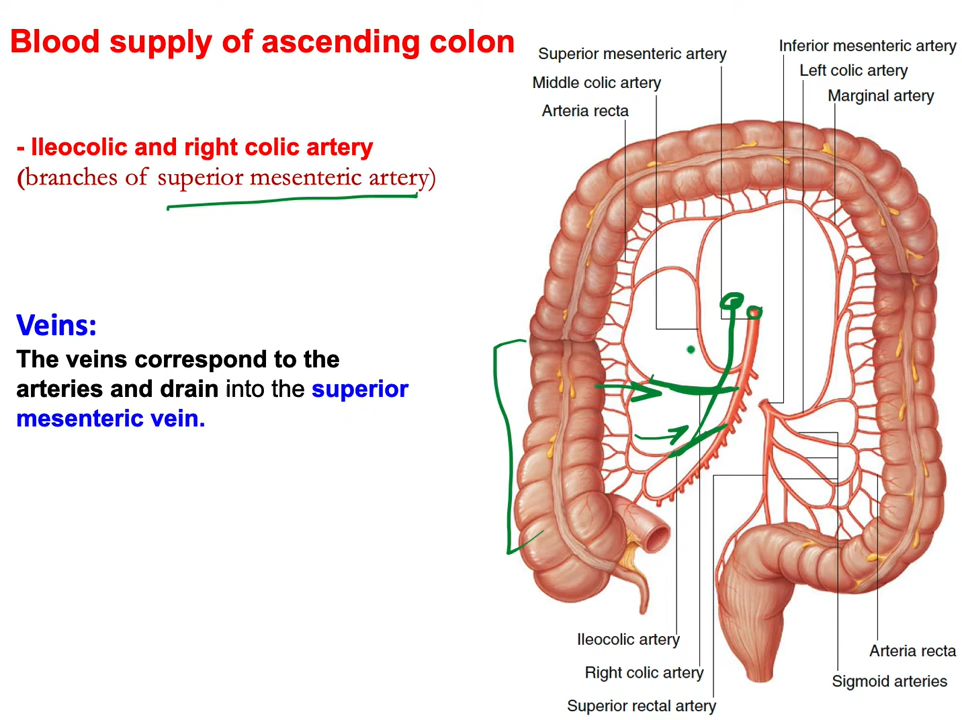 Blood supply of ascending colon
- Ileocolic and right colic artery
(branches of superior mesenteric artery)
Veins:
The veins correspond to the
arteries and drain into the superior
mesenteric vein.
Superior mesenteric artery
Middle colic artery
Arteria recta
Inferior mesenteric artery
Left colic artery
Marginal artery
Ileocolic artery
Right colic artery
Superior rectal artery
Arteria recta
Sigmoid arteries